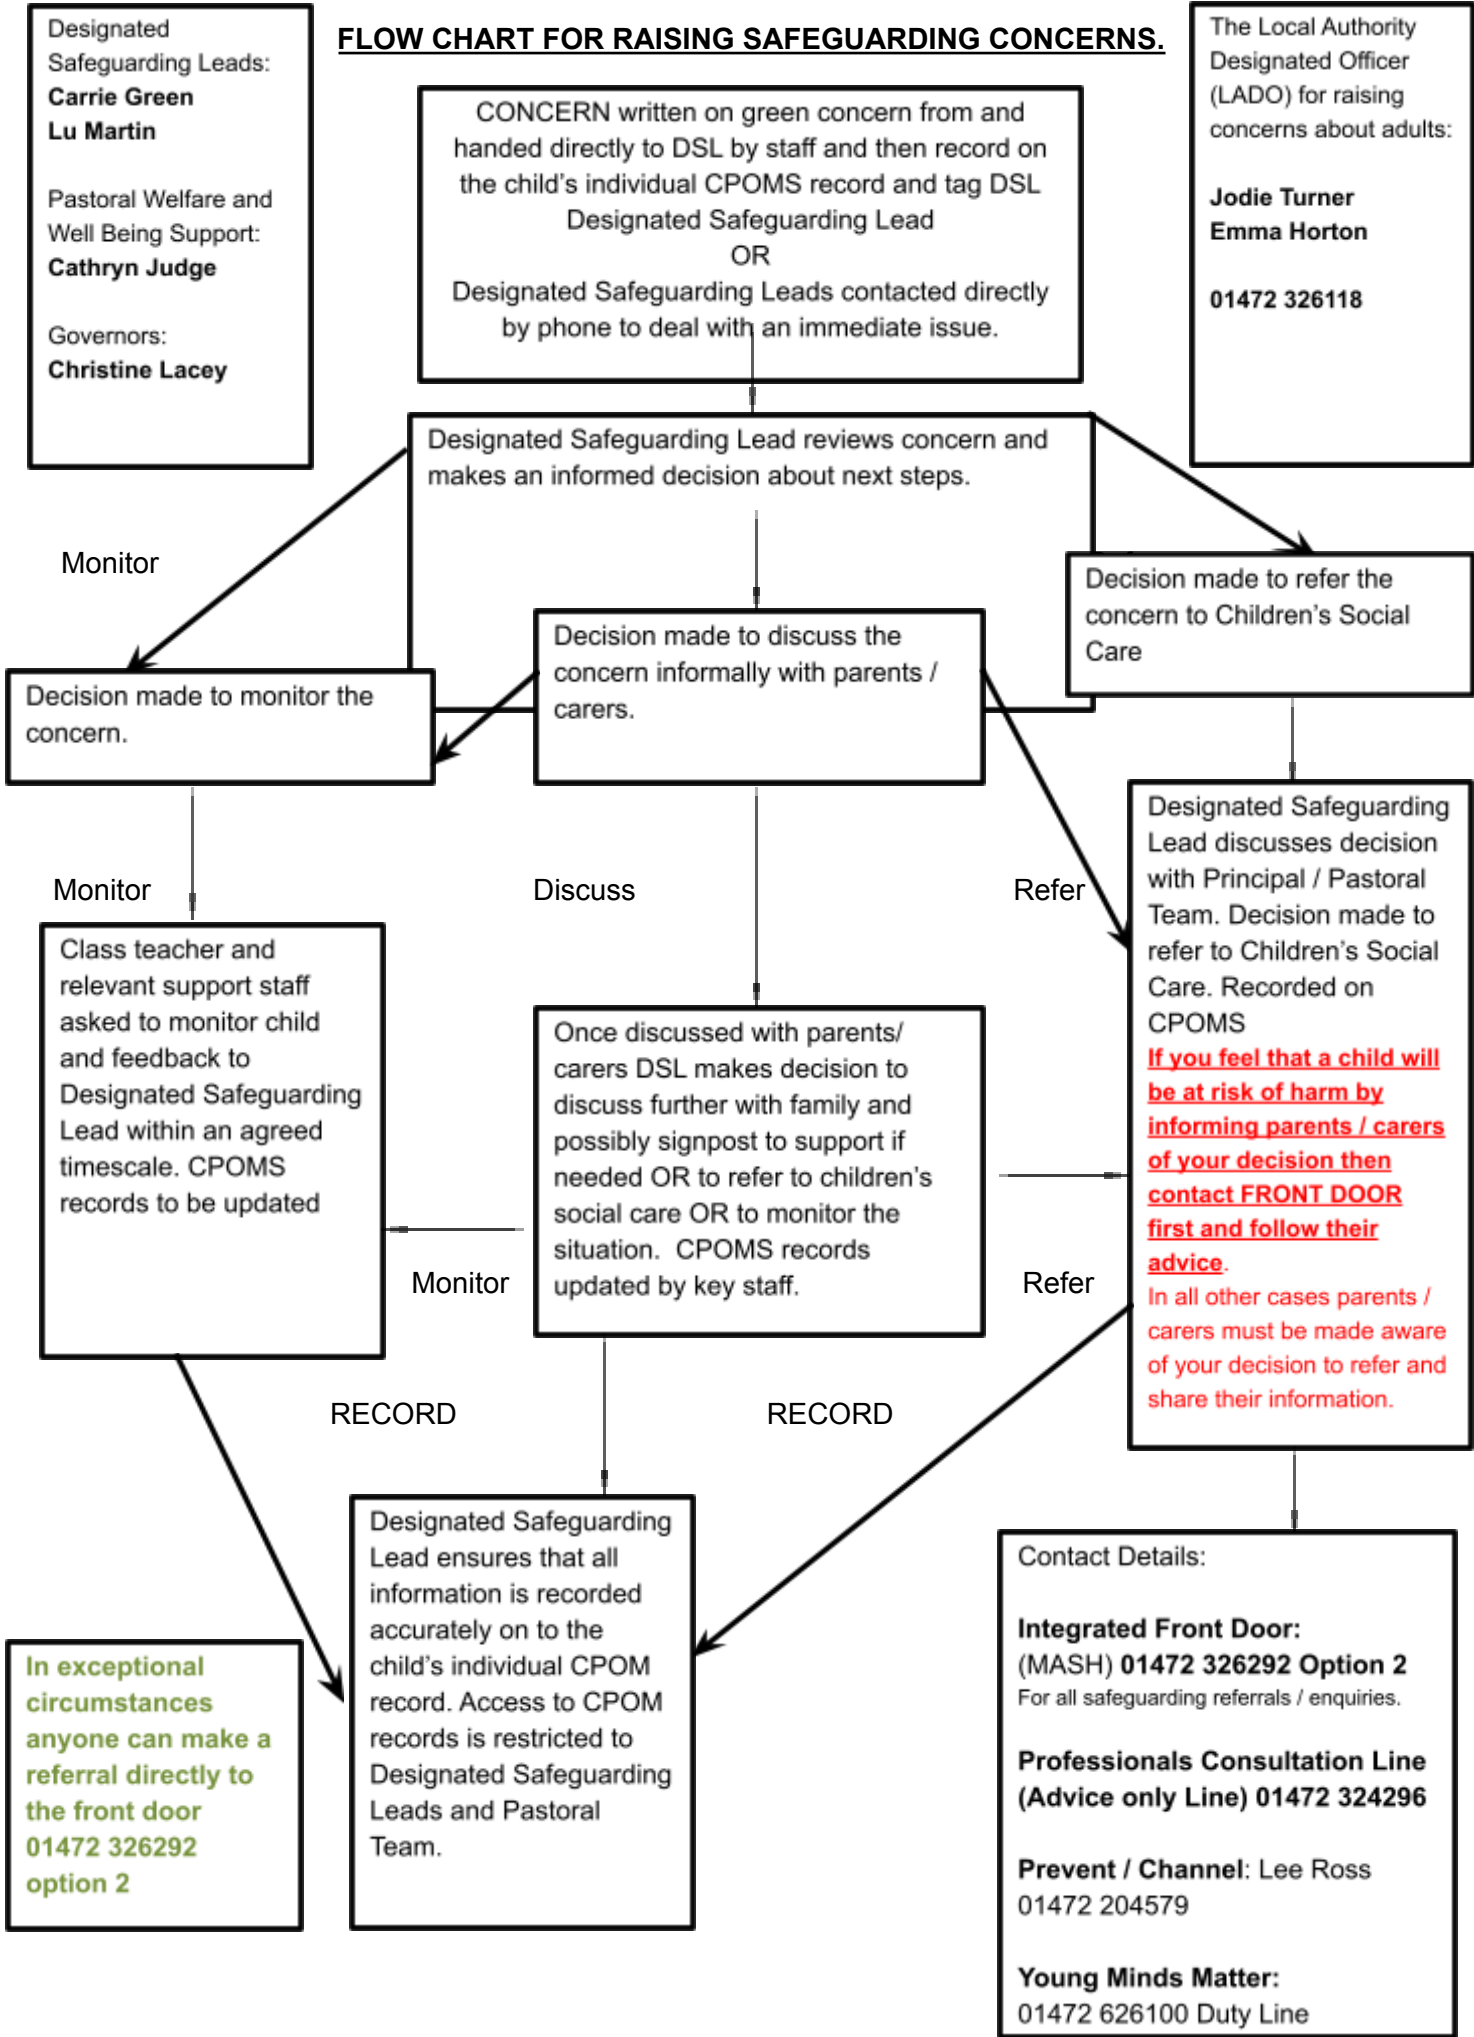 FLOW CHART FOR RAISING SAFEGUARDING CONCERNS.
Designated
Safeguarding Leads:
Carrie Green
Lu Martin
Pastoral Welfare and
Well Being Support:
Cathryn Judge
Governors:
Christine Lacey
CONCERN written on green concern from and
handed directly to DSL by staff and then record on
the child's individual CPOMS record and tag DSL
Designated Safeguarding Lead
OR
Designated Safeguarding Leads contacted directly
by phone to deal with an immediate issue.
The Local Authority
Designated Officer
(LADO) for raising
concerns about adults:
Jodie Turner
Emma Horton
01472 326118
Designated Safeguarding Lead reviews concern and
makes an informed decision about next steps.
Monitor
Decision made to monitor the
concern.
Decision made to discuss the
concern informally with parents /
carers.
Decision made to refer the
concern to Children's Social
Care
Monitor
Discuss
Refer
Class teacher and
relevant support staff
asked to monitor child
and feedback to
Designated Safeguarding
Lead within an agreed
timescale. CPOMS
records to be updated
Once discussed with parents/
carers DSL makes decision to
discuss further with family and
possibly signpost to support if
needed OR to refer to children's
social care OR to monitor the
situation.  CPOMS records
updated by key staff.
Designated Safeguarding
Lead discusses decision
with Principal / Pastoral
Team. Decision made to
refer to Children's Social
Care. Recorded on
CPOMS
If you feel that a child will
be at risk of harm by
informing parents / carers
of your decision then
contact FRONT DOOR
first and follow their
advice.
In all other cases parents /
carers must be made aware
of your decision to refer and
share their information.
Monitor
Refer
RECORD
RECORD
In exceptional
circumstances
anyone can make a
referral directly to
the front door
01472 326292
option 2
Designated Safeguarding
Lead ensures that all
information is recorded
accurately on to the
child's individual CPOM
record. Access to CPOM
records is restricted to
Designated Safeguarding
Leads and Pastoral
Team.
Contact Details:
Integrated Front Door:
(MASH) 01472 326292 Option 2
For all safeguarding referrals / enquiries.
Professionals Consultation Line
(Advice only Line) 01472 324296
Prevent / Channel: Lee Ross
01472 204579
Young Minds Matter:
01472 626100 Duty Line